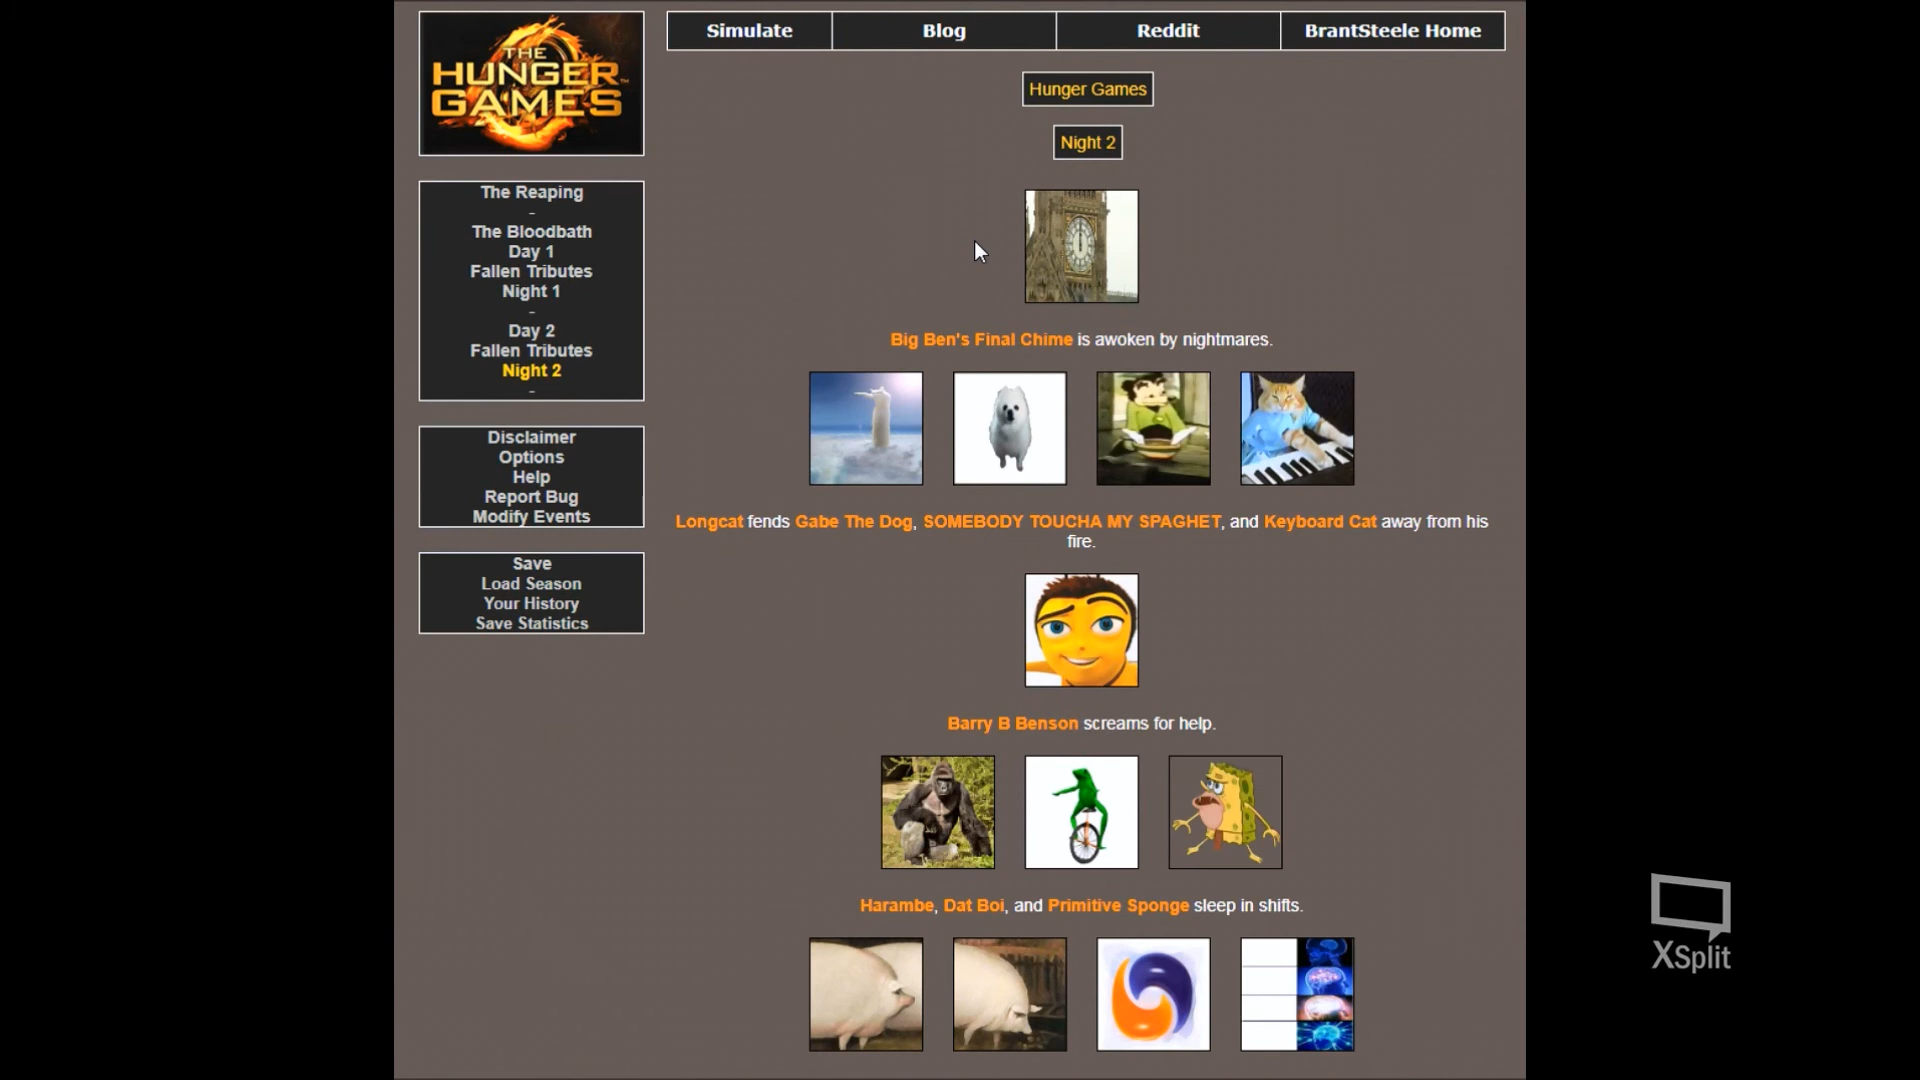 THE
HUNGER
GAMES
Simulate
Blog
Reddit
BrantSteele Home
The Reaping
-
The Bloodbath
Day 1
Fallen Tributes
Night 1
-
Day 2
Fallen Tributes
Night 2
-
Disclaimer
Options
Help
Report Bug
Modify Events
Save
Load Season
Your History
Save Statistics
Hunger Games
Night 2
Big Ben's Final Chime is awoken by nightmares.
Longcat fends Gabe The Dog, SOMEBODY TOUCHA MY SPAGHET, and Keyboard Cat away from his
fire.
Barry B Benson screams for help.
Harambe, Dat Boi, and Primitive Sponge sleep in shifts.
XSplit